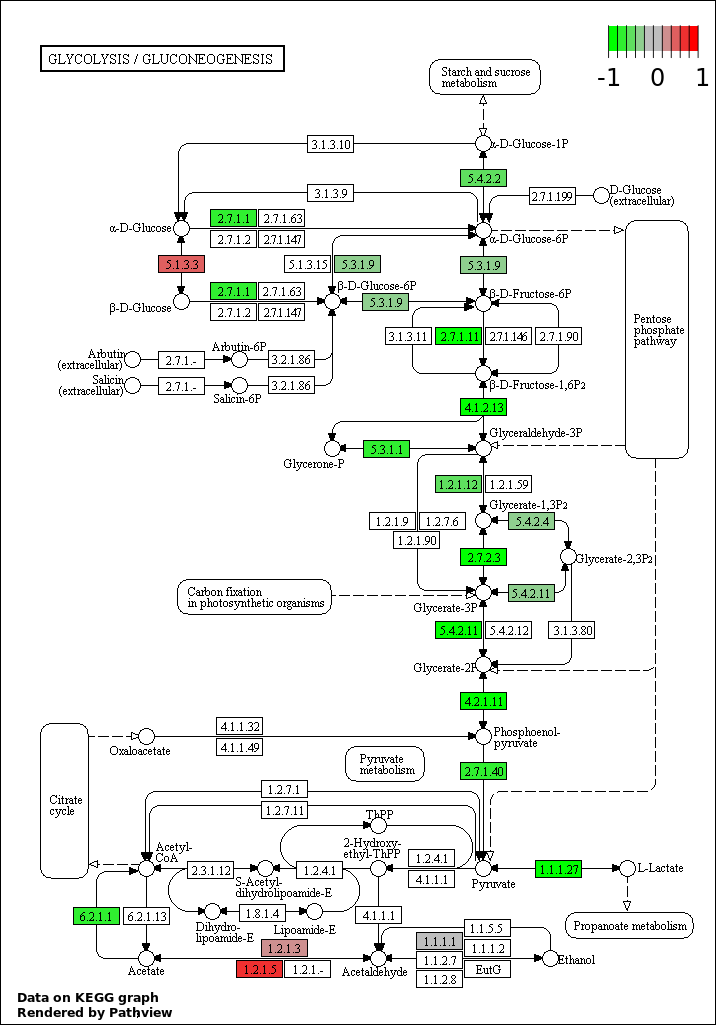 GLYCOLYSIS / GLUCONEOGENESIS
-1 0 1
Starch and sucrose
metabolism
3.1.3.10
α-D-Glucose-1P
5.4.2.2
3.1.3.9
2.7.1.199
D-Glucose
(extracellular)
α-D-Glucose
2.7.1.1
2.7.1.63
2.7.1.2
2.7.1.147
α-D-Glucose-6P
5.1.3.3
5.1.3.15
5.3.1.9
5.3.1.9
β-D-Glucose-6P
β-D-Glucose
2.7.1.1
2.7.1.63
2.7.1.2
2.7.1.147
5.3.1.9
β-D-Fructose-6P
Pentose
phosphate
pathway
3.1.3.11
2.7.1.11
2.7.1.146
2.7.1.90
Arbutin
(extracellular)
2.7.1.-
Arbutin-6P
3.2.1.86
Salicin
(extracellular)
2.7.1.-
Salicin-6P
3.2.1.86
β-D-Fructose-1,6P2
4.1.2.13
Glyceraldehyde-3P
5.3.1.1
Glycerone-P
1.2.1.12
1.2.1.59
Glycerate-1,3P2
1.2.1.9
1.2.7.6
1.2.1.90
5.4.2.4
2.7.2.3
Glycerate-2,3P2
Carbon fixation
in photosynthetic organisms
5.4.2.11
Glycerate-3P
5.4.2.11
5.4.2.12
3.1.3.80
Glycerate-2P
4.2.1.11
Citrate
cycle
Oxaloacetate
4.1.1.32
4.1.1.49
Phosphoenol-
pyruvate
Pyruvate
metabolism
2.7.1.40
1.2.7.1
1.2.7.11
ThPP
Acetyl-
CoA
2-Hydroxy-
ethyl-ThPP
2.3.1.12
S-Acetyl-
dihydrolipoamide-E
1.2.4.1
1.2.4.1
4.1.1.1
Pyruvate
1.1.1.27
L-Lactate
6.2.1.1
6.2.1.13
Dihydro-
lipoamide-E
1.8.1.4
Lipoamide-E
4.1.1.1
Propanoate metabolism
Acetate
1.2.1.3
1.2.1.5
1.2.1.-
Acetaldehyde
1.1.1.1
1.1.2.7
1.1.2.8
1.1.5.5
1.1.1.2
EutG
Ethanol
Data on KEGG graph
Rendered by Pathview